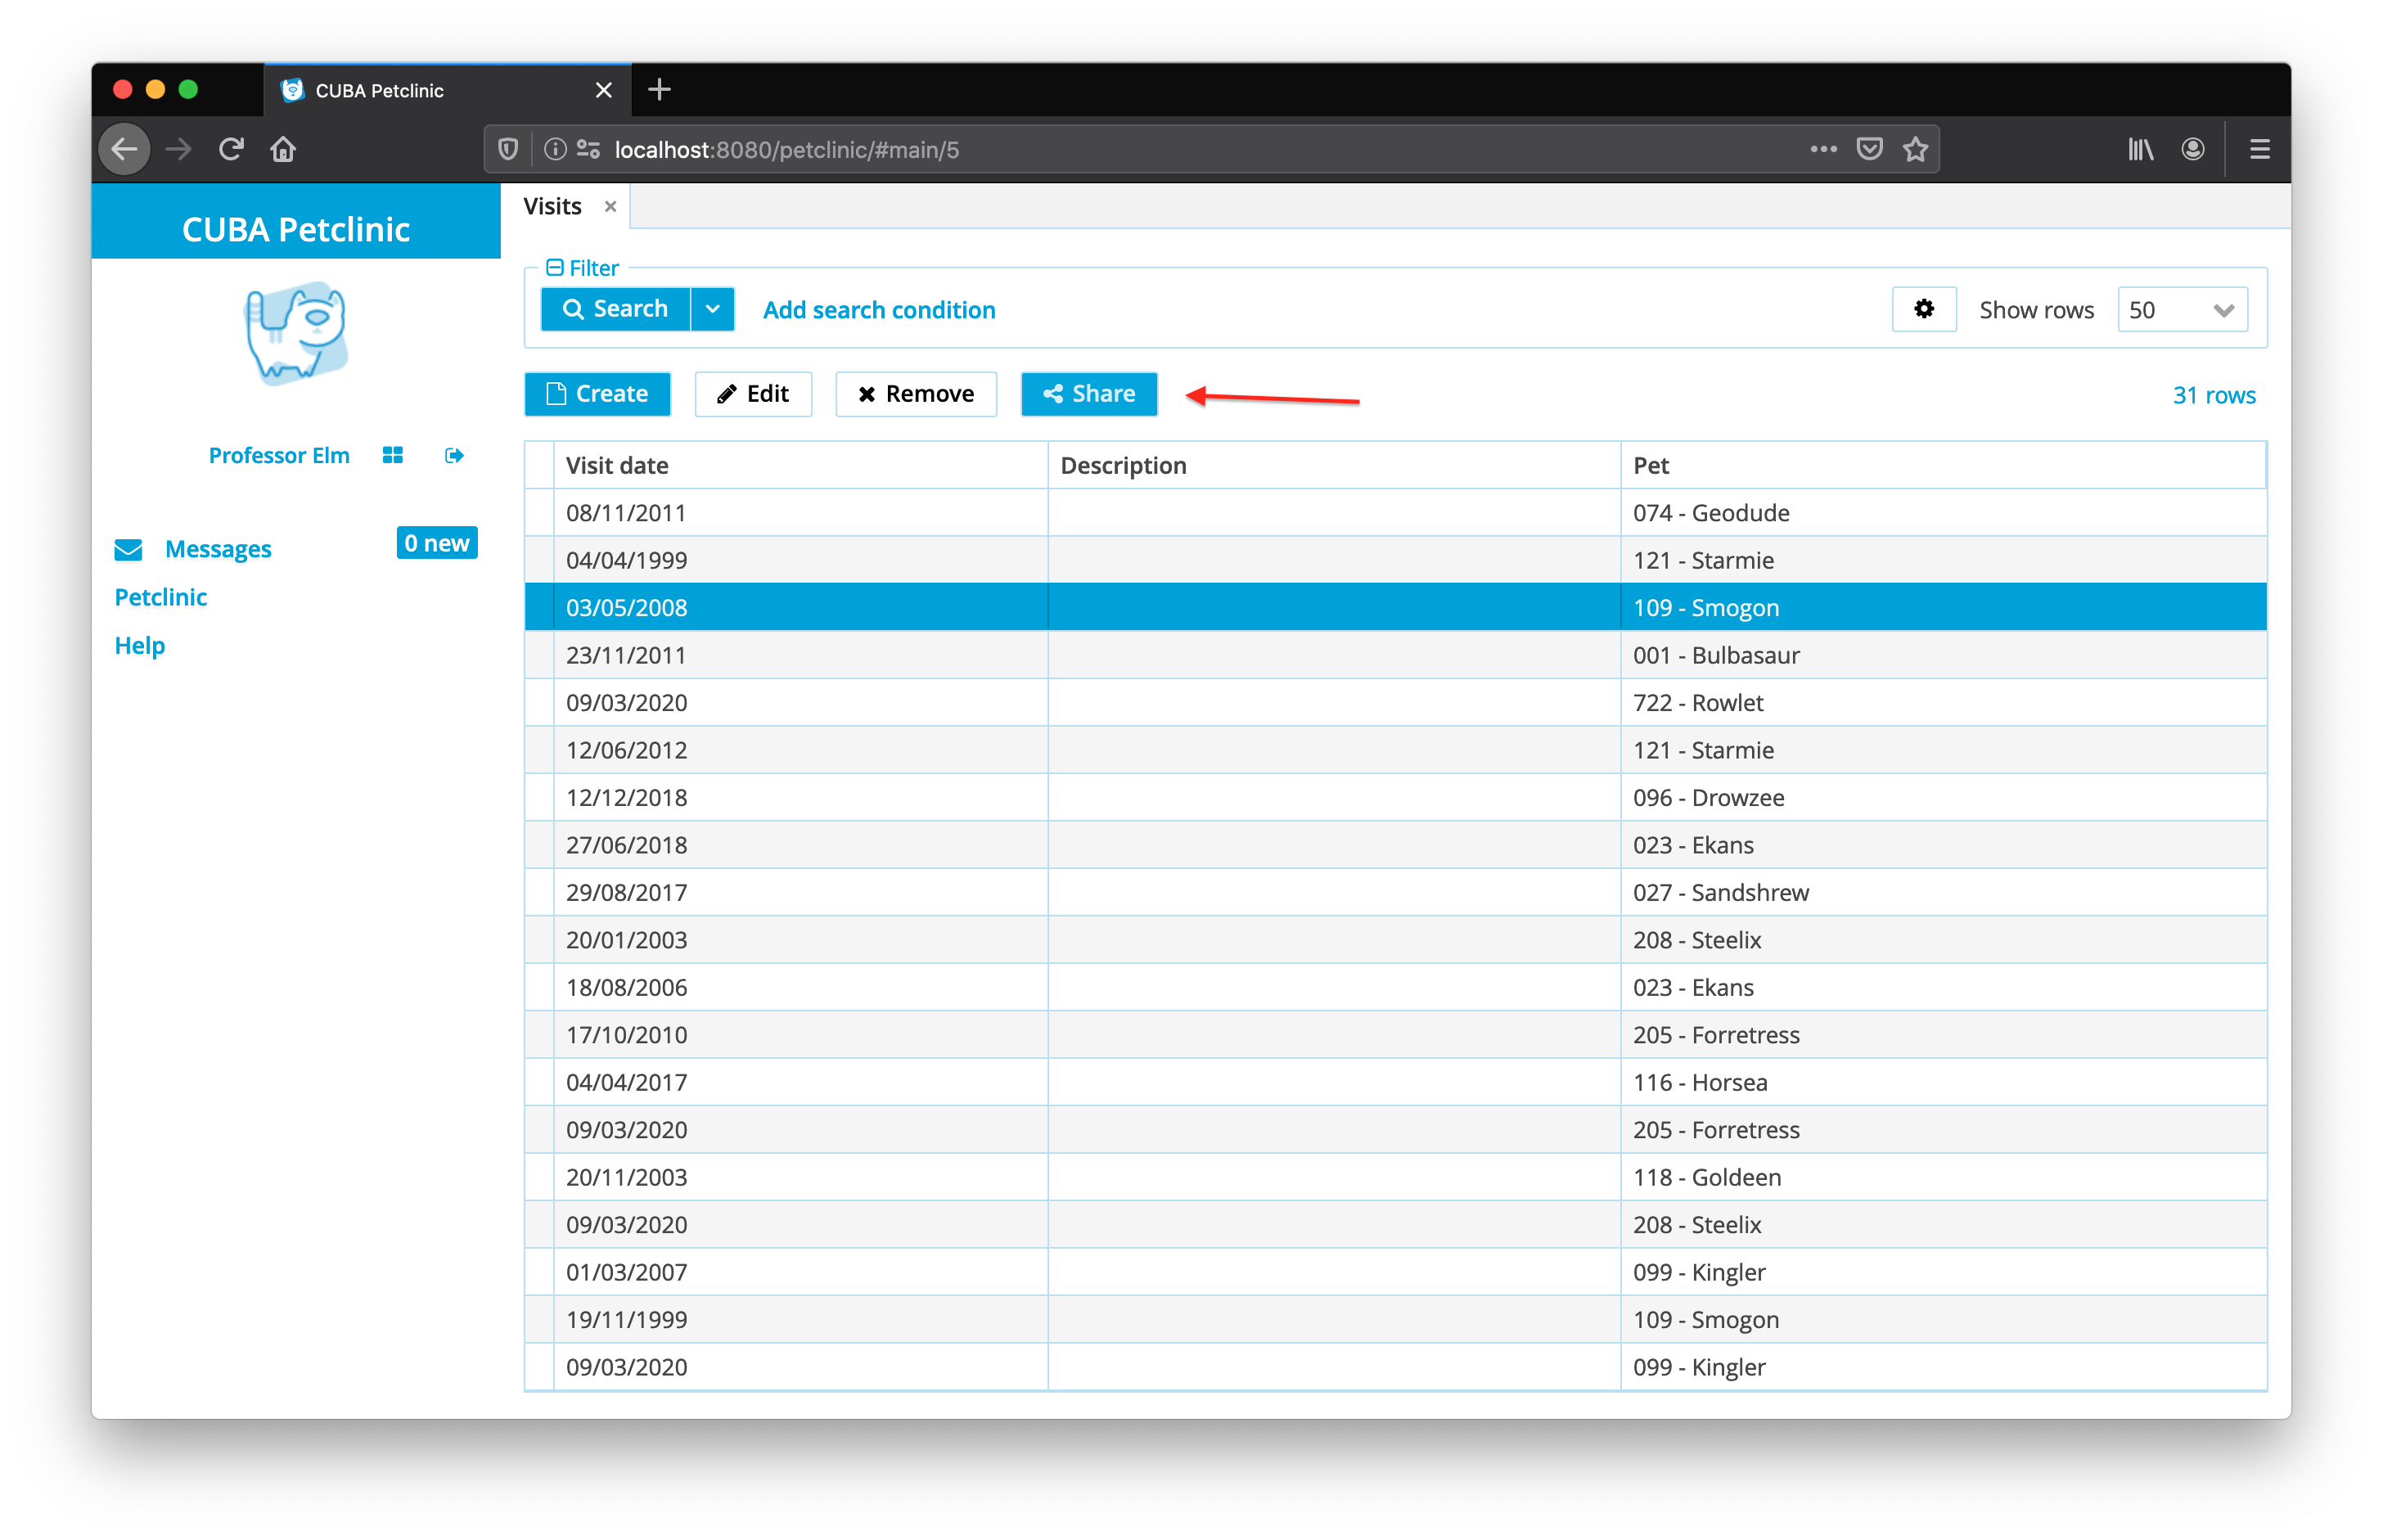 CUBA Petclinic
localhost:8080/petclinic/#main/5
CUBA Petclinic
Professor Elm
Messages 0 new
Petclinic
Help
Visits
Filter
Search Add search condition Show rows 50
Create Edit Remove Share 31 rows
Visit date Description Pet
08/11/2011 074 - Geodude
04/04/1999 121 - Starmie
03/05/2008 109 - Smogon
23/11/2011 001 - Bulbasaur
09/03/2020 722 - Rowlet
12/06/2012 121 - Starmie
12/12/2018 096 - Drowzee
27/06/2018 023 - Ekans
29/08/2017 027 - Sandshrew
20/01/2003 208 - Steelix
18/08/2006 023 - Ekans
17/10/2010 205 - Forretress
04/04/2017 116 - Horsea
09/03/2020 205 - Forretress
20/11/2003 118 - Goldeen
09/03/2020 208 - Steelix
01/03/2007 099 - Kingler
19/11/1999 109 - Smogon
09/03/2020 099 - Kingler